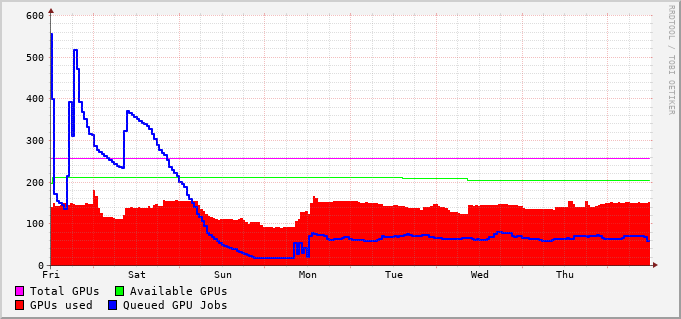 600
500
400
300
200
100
0
Fri Sat Sun Mon Tue Wed Thu
Total GPUs Available GPUs
GPUs used Queued GPU Jobs
RRDTOOL / TOBI OETIKER